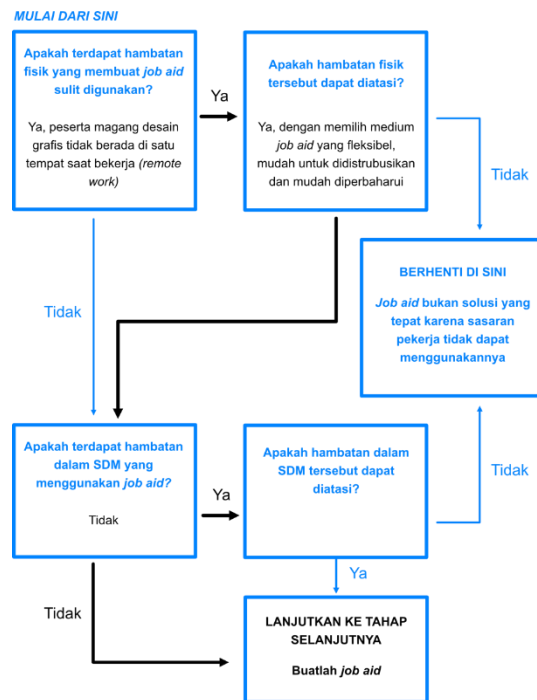 MULAI DARI SINI
Apakah terdapat hambatan
fisik yang membuat job aid
sulit digunakan?
Ya, peserta magang desain
grafis tidak berada di satu
tempat saat bekerja (remote
work)
Ya
Apakah hambatan fisik
tersebut dapat diatasi?
Ya, dengan memilih medium
job aid yang fleksibel,
mudah untuk didistrubusikan
dan mudah diperbaharui
Tidak
BERHENTI DI SINI
Job aid bukan solusi yang
tepat karena sasaran
pekerja tidak dapat
menggunakannya
Tidak
Apakah terdapat hambatan
dalam SDM yang
menggunakan job aid?
Tidak
Ya
Apakah hambatan dalam
SDM tersebut dapat
diatasi?
Tidak
Ya
Tidak
LANJUTKAN KE TAHAP
SELANJUTNYA
Buatlah job aid